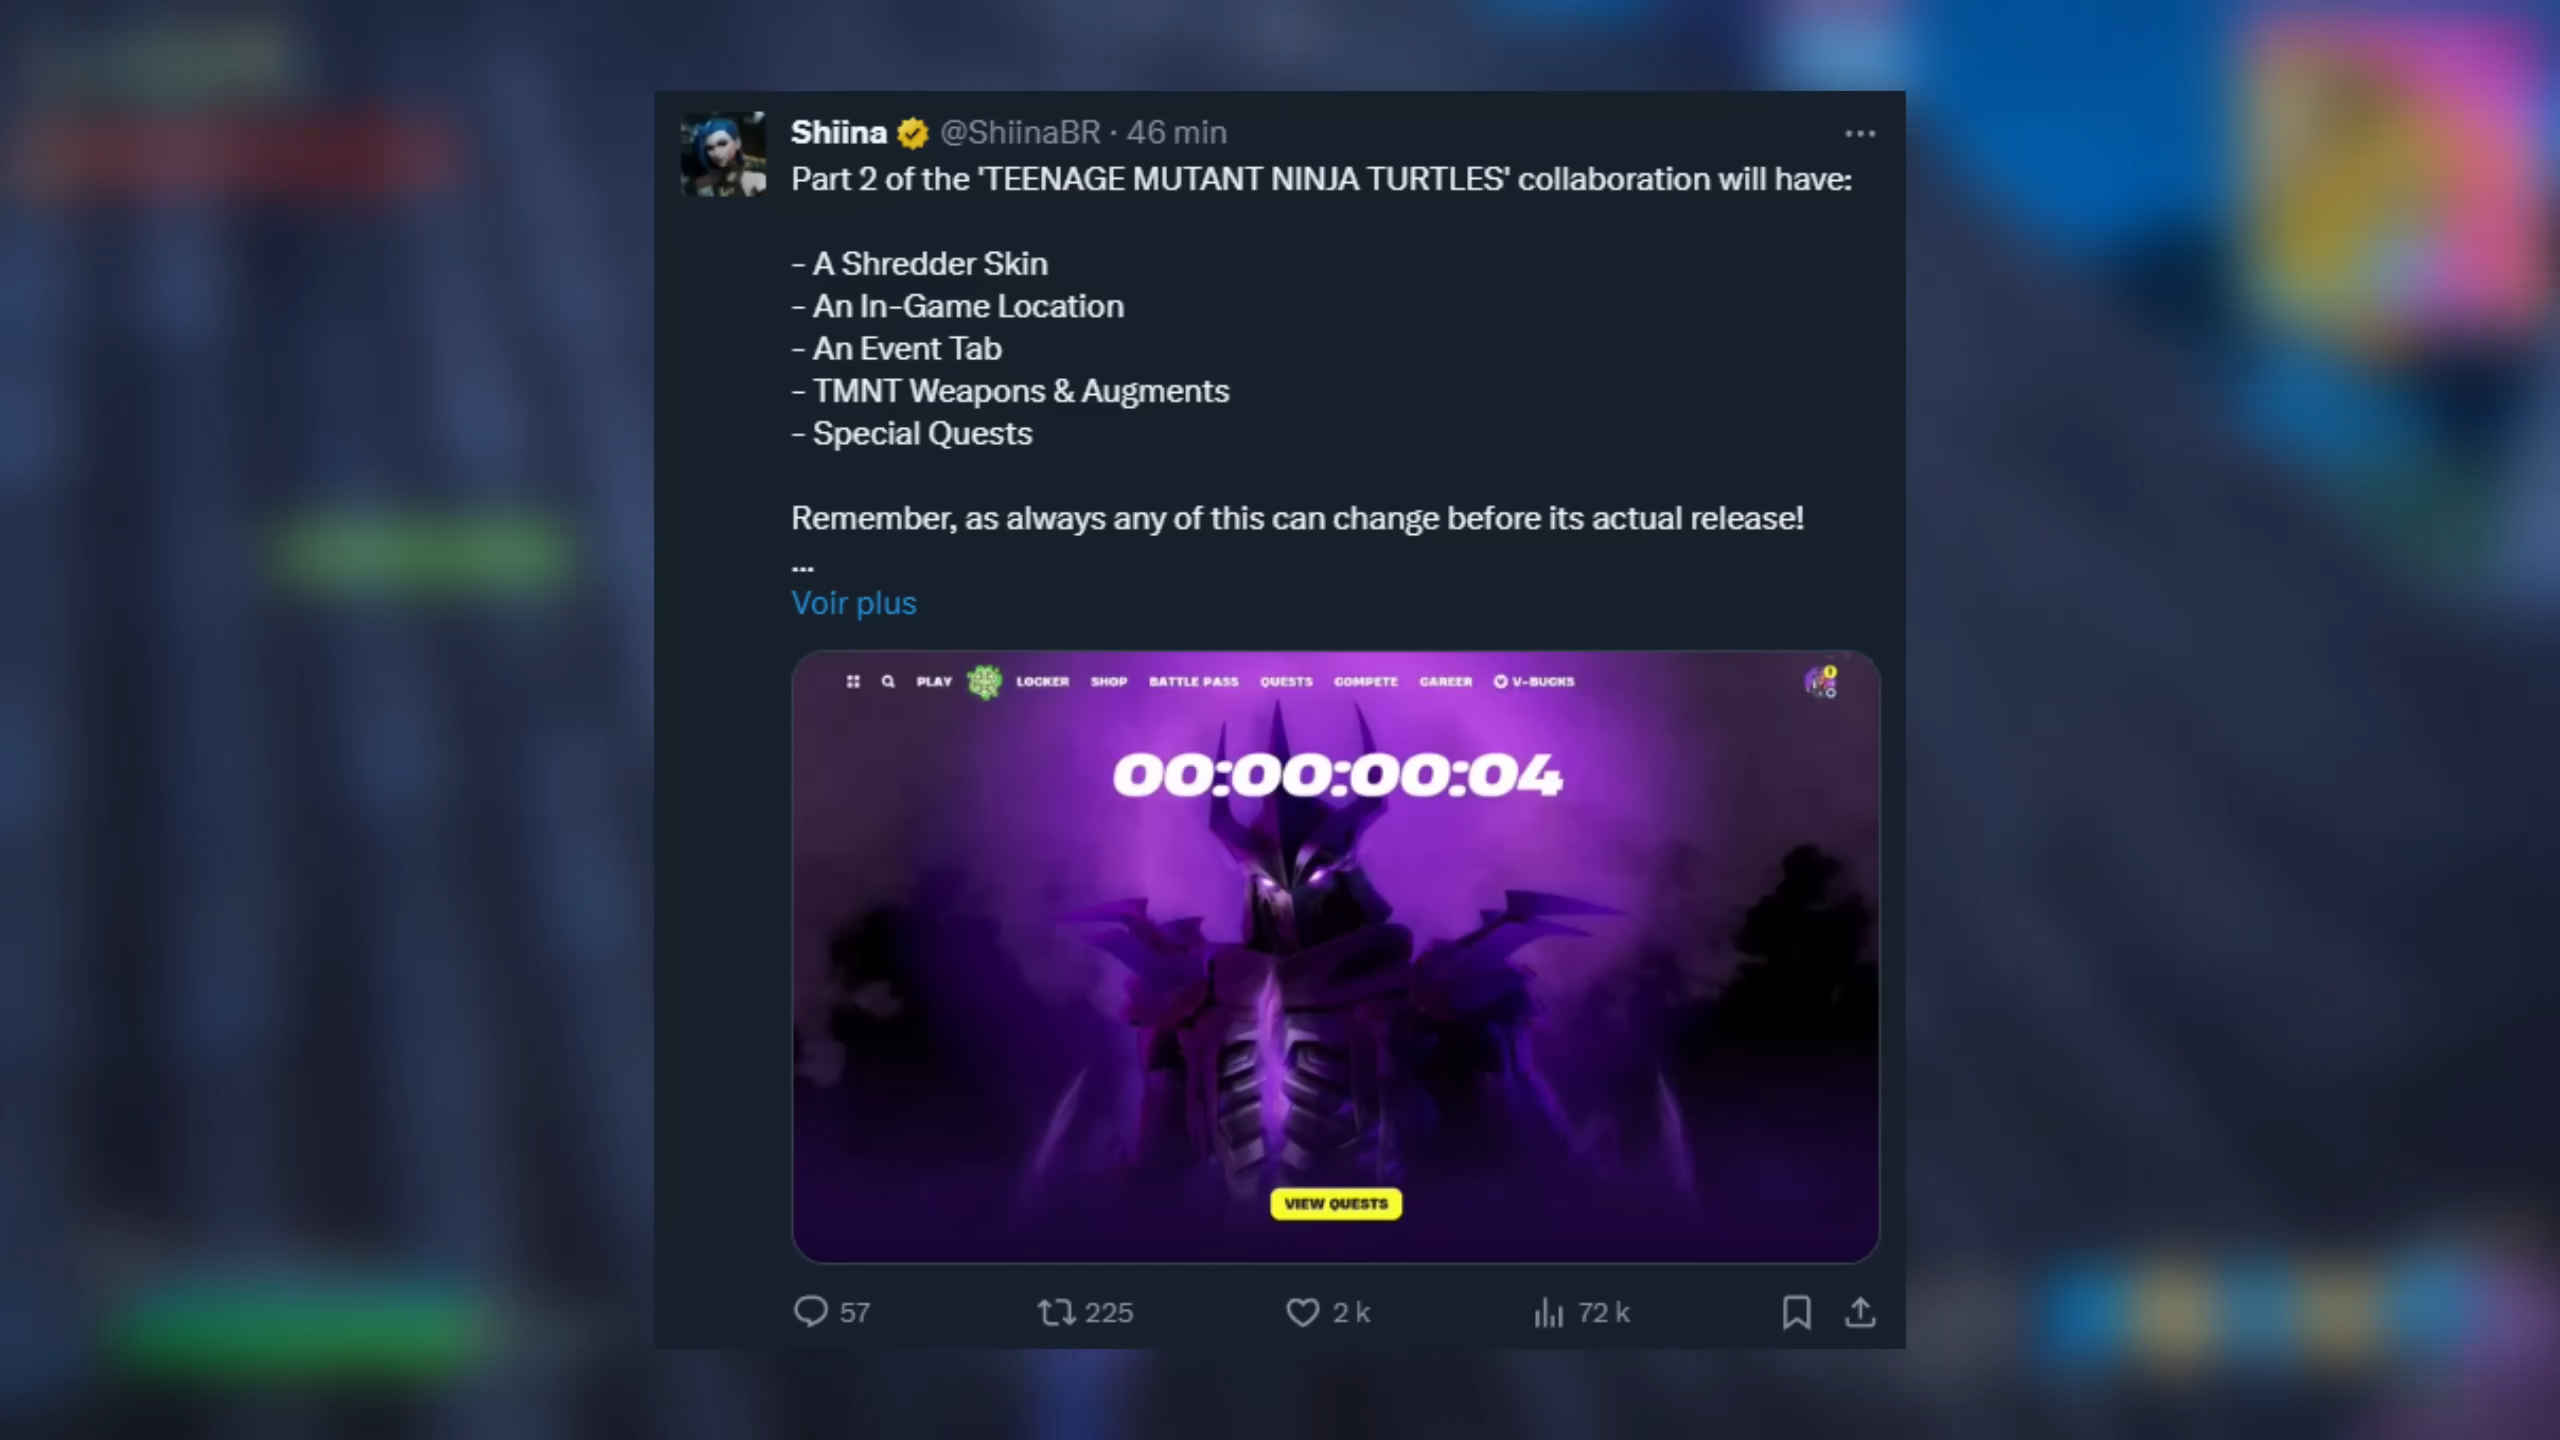 Shiina @ShiinaBR · 46 min
Part 2 of the 'TEENAGE MUTANT NINJA TURTLES' collaboration will have:
- A Shredder Skin
- An In-Game Location
- An Event Tab
- TMNT Weapons & Augments
- Special Quests
Remember, as always any of this can change before its actual release!
...
Voir plus
PLAY LOCKER SHOP BATTLE PASS QUESTS COMPETE CAREER V-BUCKS
00:00:00:04
VIEW QUESTS
57 225 2 k 72 k